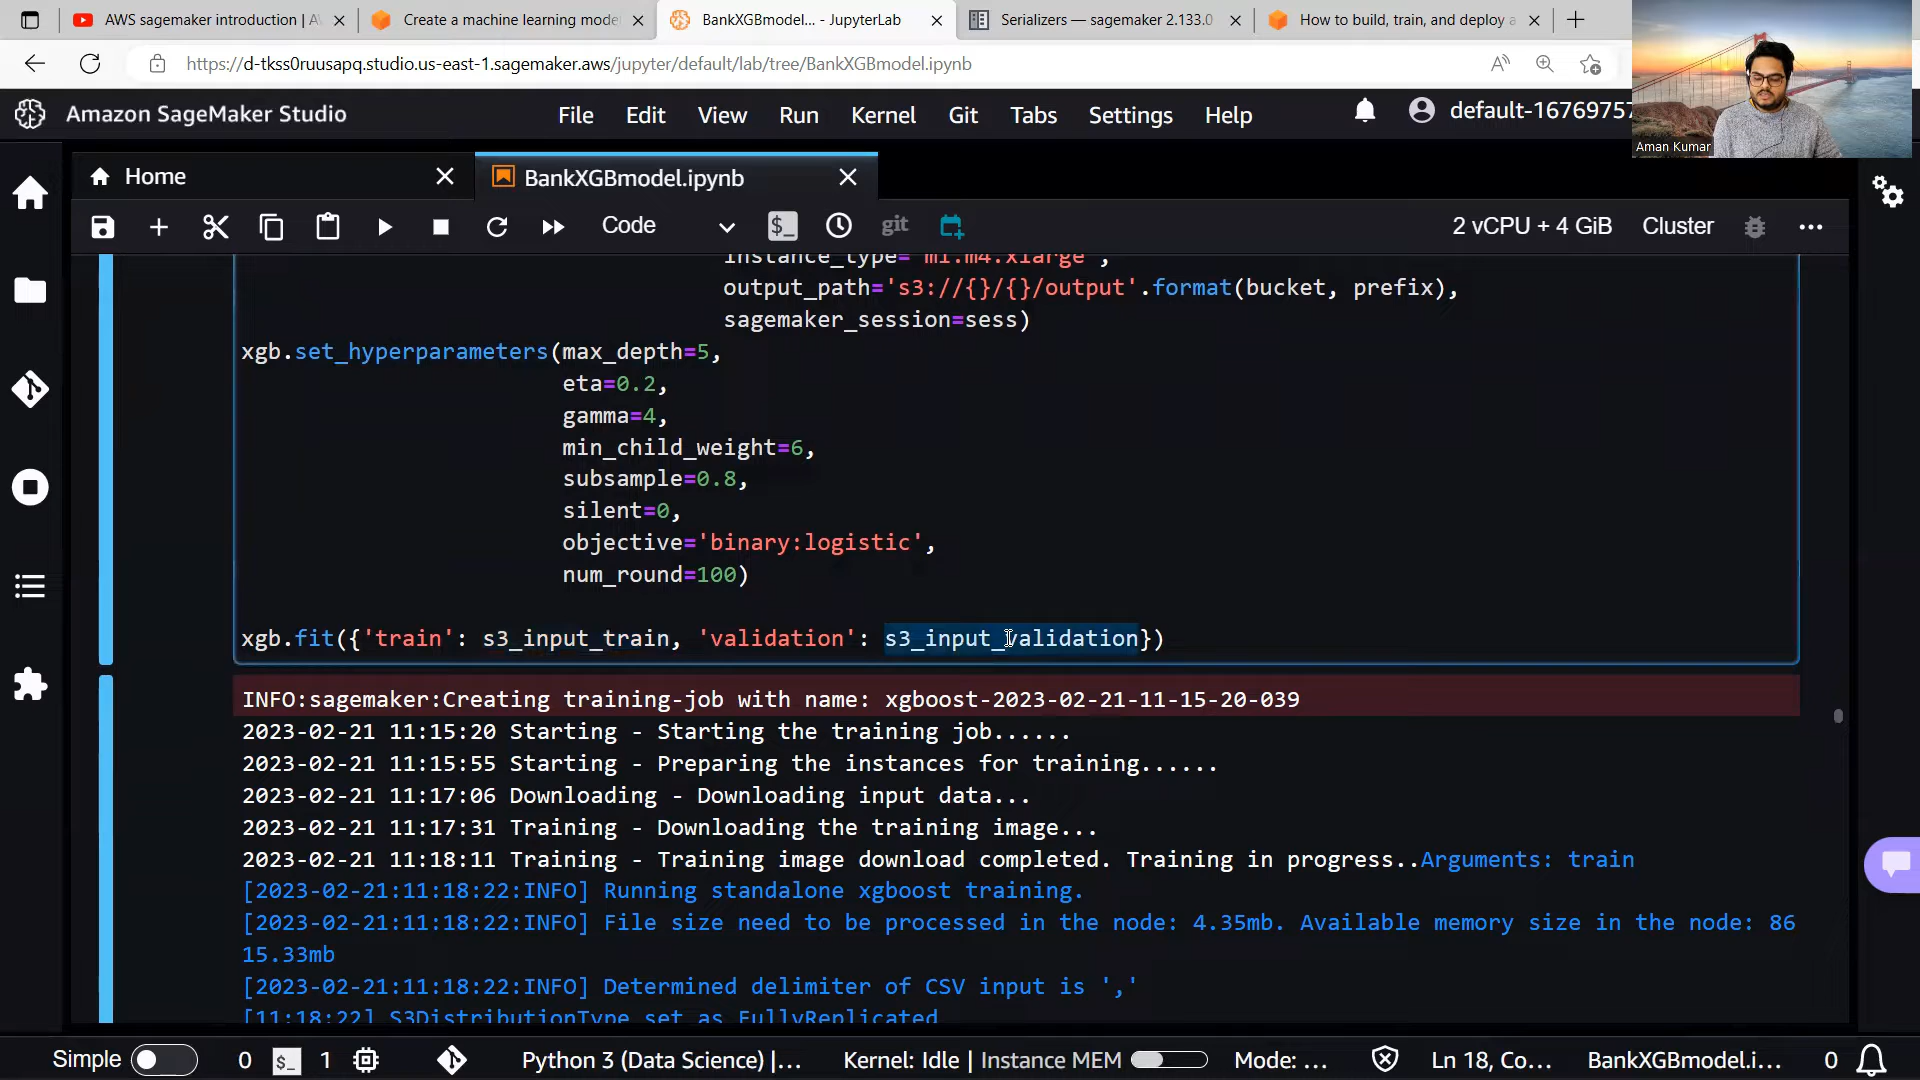 AWS sagemaker introduction | A
Create a machine learning mode
BankXGBmodel... - JupyterLab
Serializers — sagemaker 2.133.0
How to build, train, and deploy a
https://d-tkss0ruusapq.studio.us-east-1.sagemaker.aws/jupyter/default/lab/tree/BankXGBmodel.ipynb
Amazon SageMaker Studio
File Edit View Run Kernel Git Tabs Settings Help
default-1676975
Aman Kumar
Home
BankXGBmodel.ipynb
Code
git
2 vCPU + 4 GiB
Cluster
instance_type='ml.m4.xlarge',
output_path='s3://{}/{}/output'.format(bucket, prefix),
sagemaker_session=sess)
xgb.set_hyperparameters(max_depth=5,
eta=0.2,
gamma=4,
min_child_weight=6,
subsample=0.8,
silent=0,
objective='binary:logistic',
num_round=100)
xgb.fit({'train': s3_input_train, 'validation': s3_input_validation})
INFO:sagemaker:Creating training-job with name: xgboost-2023-02-21-11-15-20-039
2023-02-21 11:15:20 Starting - Starting the training job......
2023-02-21 11:15:55 Starting - Preparing the instances for training......
2023-02-21 11:17:06 Downloading - Downloading input data...
2023-02-21 11:17:31 Training - Downloading the training image...
2023-02-21 11:18:11 Training - Training image download completed. Training in progress..Arguments: train
[2023-02-21:11:18:22:INFO] Running standalone xgboost training.
[2023-02-21:11:18:22:INFO] File size need to be processed in the node: 4.35mb. Available memory size in the node: 86
15.33mb
[2023-02-21:11:18:22:INFO] Determined delimiter of CSV input is ','
[11:18:22] S3DistributionType set as FullyReplicated
Simple 0 $_ 1 Python 3 (Data Science) |... Kernel: Idle | Instance MEM Mode: ... Ln 18, Co... BankXGBmodel.i... 0